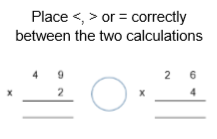 Place <, > or = correctly
between the two calculations
4 9 2 6
x 2 x 4